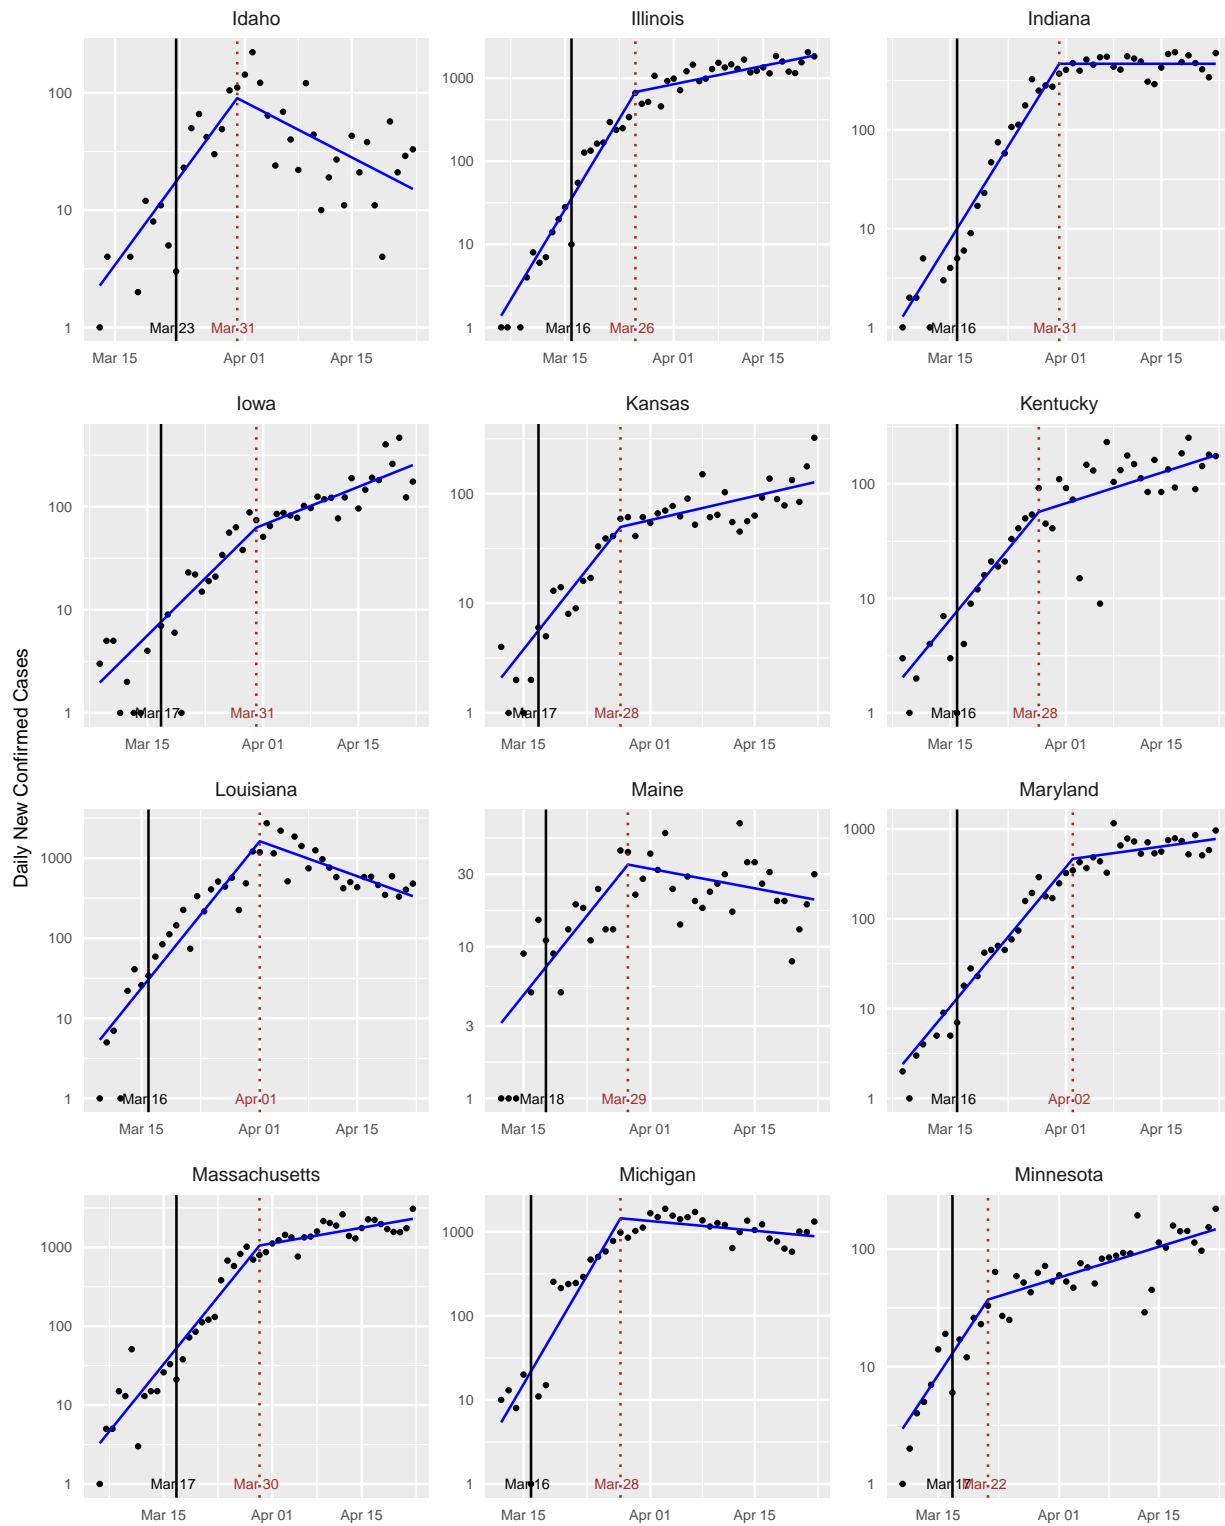 Idaho
Illinois
Indiana
100
10
1
Mar 23
Mar 31
Mar 15
Apr 01
Apr 15
1000
100
10
1
Mar 16
Mar 26
Mar 15
Apr 01
Apr 15
100
10
1
Mar 16
Mar 31
Mar 15
Apr 01
Apr 15
Iowa
Kansas
Kentucky
100
10
1
Mar 17
Mar 31
Mar 15
Apr 01
Apr 15
100
10
1
Mar 17
Mar 28
Mar 15
Apr 01
Apr 15
100
10
1
Mar 16
Mar 28
Mar 15
Apr 01
Apr 15
Daily New Confirmed Cases
Louisiana
Maine
Maryland
1000
100
10
1
Mar 16
Apr 01
Mar 15
Apr 01
Apr 15
30
10
3
1
Mar 18
Mar 29
Mar 15
Apr 01
Apr 15
1000
100
10
1
Mar 16
Apr 02
Mar 15
Apr 01
Apr 15
Massachusetts
Michigan
Minnesota
1000
100
10
1
Mar 17
Mar 30
Mar 15
Apr 01
Apr 15
1000
100
10
1
Mar 16
Mar 28
Mar 15
Apr 01
Apr 15
100
10
1
Mar 17
Mar 22
Mar 15
Apr 01
Apr 15